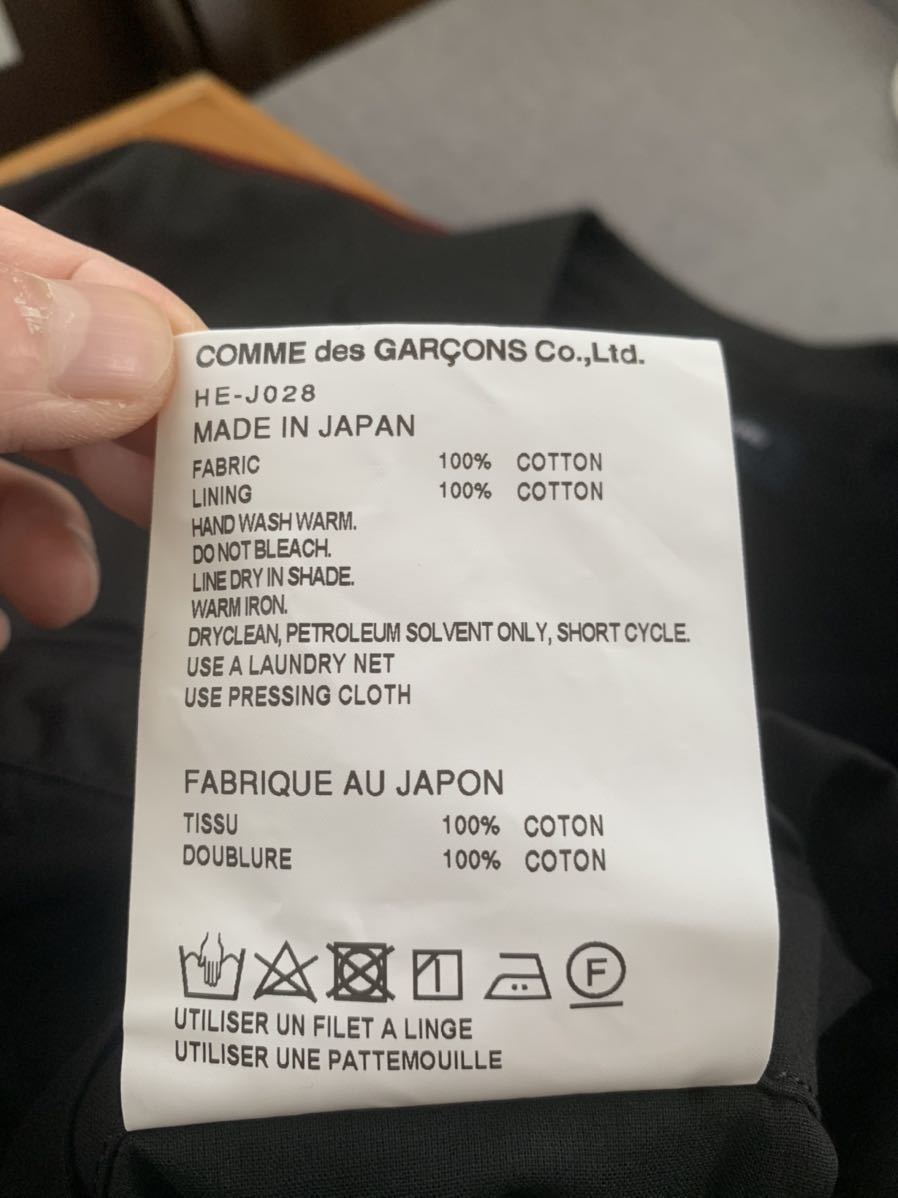 COMME des GARÇONS Co.,Ltd.
HE-J028
MADE IN JAPAN
FABRIC 100% COTTON
LINING 100% COTTON
HAND WASH WARM.
DO NOT BLEACH.
LINE DRY IN SHADE.
WARM IRON.
DRYCLEAN, PETROLEUM SOLVENT ONLY, SHORT CYCLE.
USE A LAUNDRY NET
USE PRESSING CLOTH
FABRIQUE AU JAPON
TISSU 100% COTON
DOUBLURE 100% COTON
F
UTILISER UN FILET A LINGE
UTILISER UNE PATTEMOUILLE